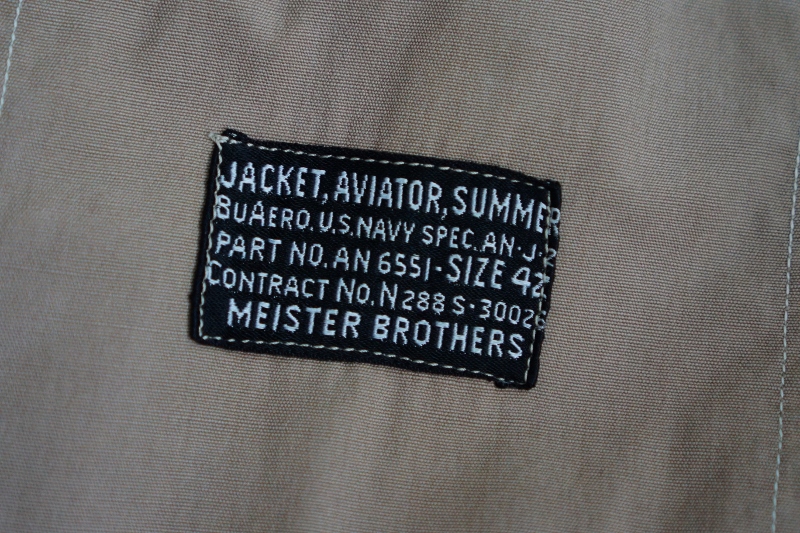 JACKET, AVIATOR, SUMMER
BUAERO. U.S. NAVY SPEC. AN-J-2
PART NO. AN 6551 - SIZE 42
CONTRACT NO. N288 S-30026
MEISTER BROTHERS